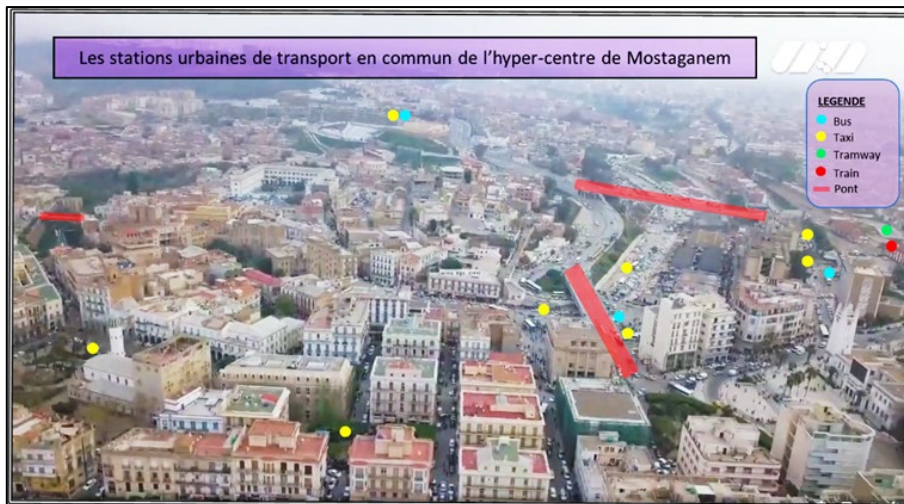 Les stations urbaines de transport en commun de l'hyper-centre de Mostaganem
LEGENDE
Bus
Taxi
Tramway
Train
Pont